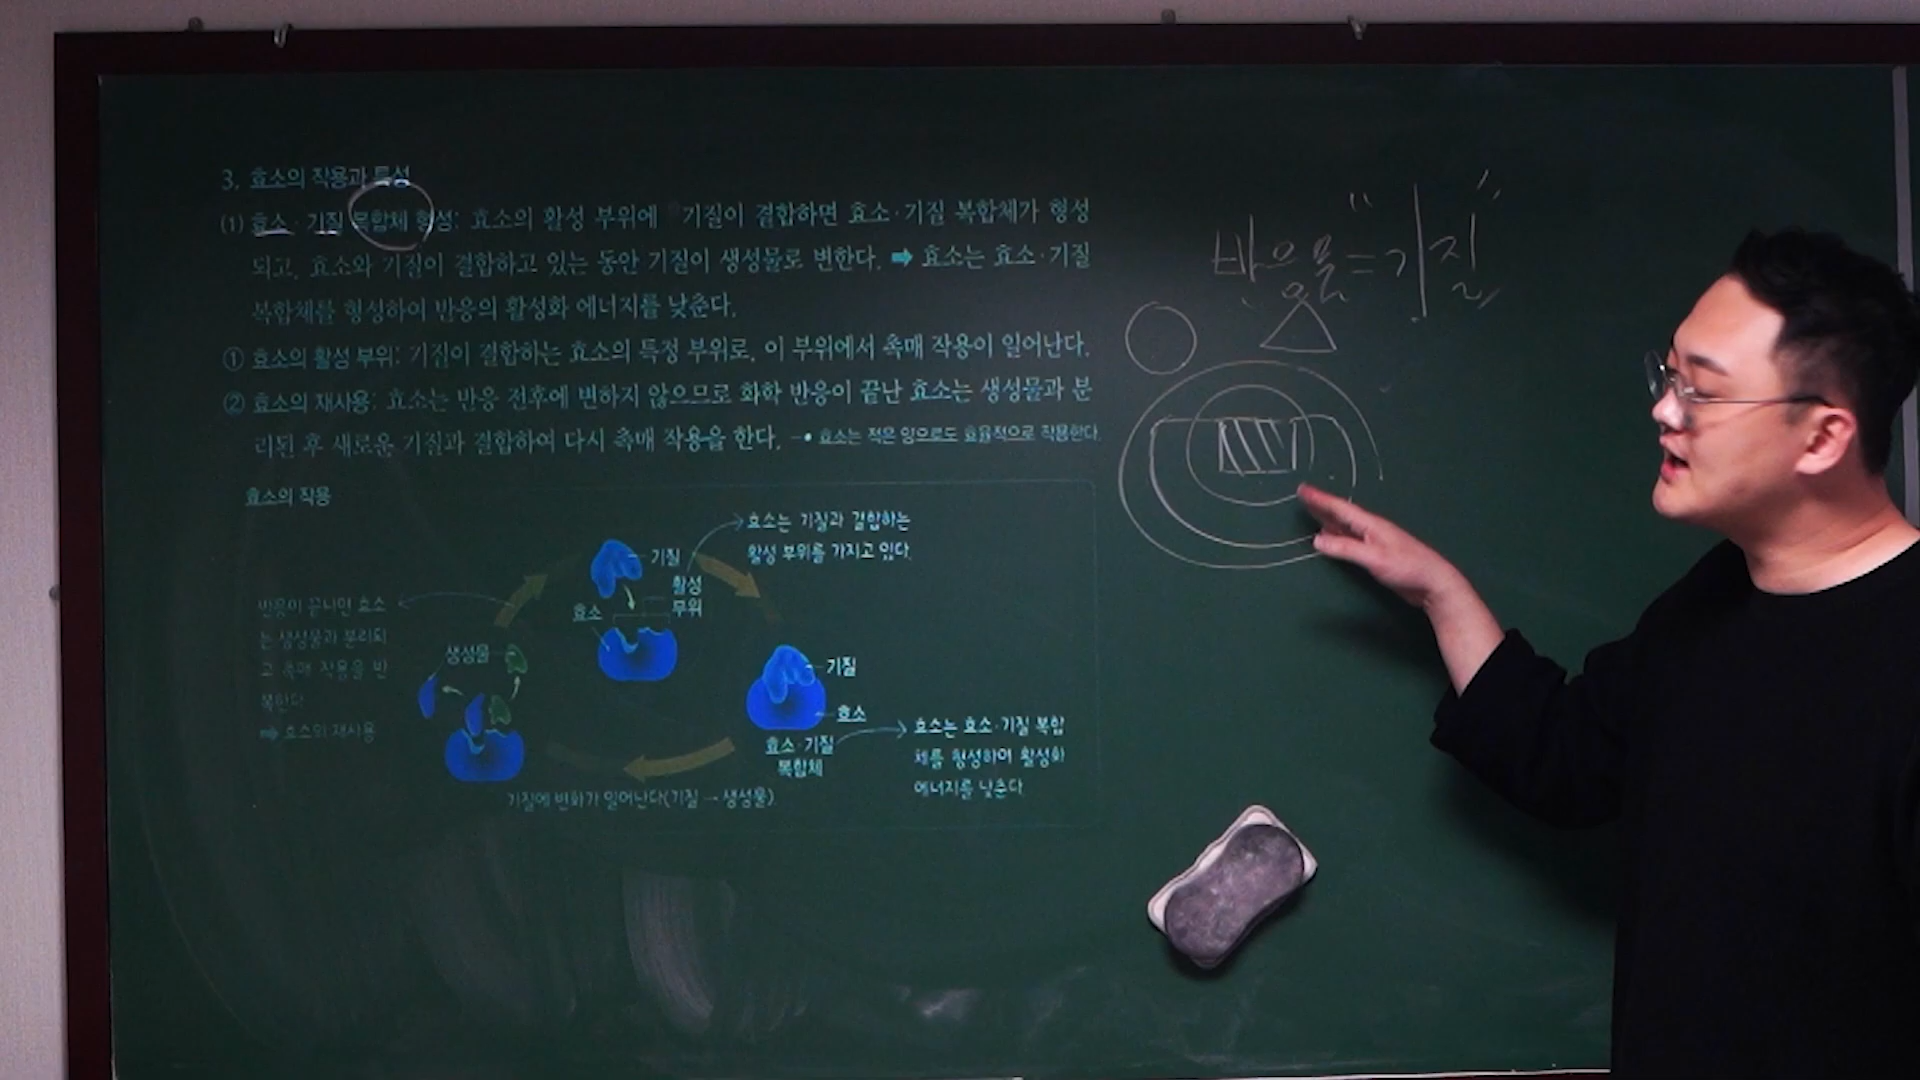 3. 효소의 작용과 특성
(1) 효소·기질 복합체 형성: 효소의 활성 부위에 기질이 결합하면 효소·기질 복합체가 형성
되고, 효소와 기질이 결합하고 있는 동안 기질이 생성물로 변한다. ➡ 효소는 효소·기질
복합체를 형성하여 반응의 활성화 에너지를 낮춘다.
① 효소의 활성 부위: 기질이 결합하는 효소의 특정 부위로, 이 부위에서 촉매 작용이 일어난다.
② 효소의 재사용: 효소는 반응 전후에 변하지 않으므로 화학 반응이 끝난 효소는 생성물과 분
리된 후 새로운 기질과 결합하여 다시 촉매 작용을 한다. 효소는 적은 양으로도 효율적으로 작용한다.
효소의 작용
효소는 기질과 결합하는
활성 부위를 가지고 있다.
기질
활성
부위
효소
반응이 끝나면 효소
는 생성물과 분리되
고 촉매 작용을 반
복한다
➡ 효소의 재사용
생성물
기질
효소
효소·기질
복합체
효소는 효소·기질 복합
체를 형성하여 활성화
에너지를 낮춘다
기질에 변화가 일어난다(기질 → 생성물)
반응물 = "기질"